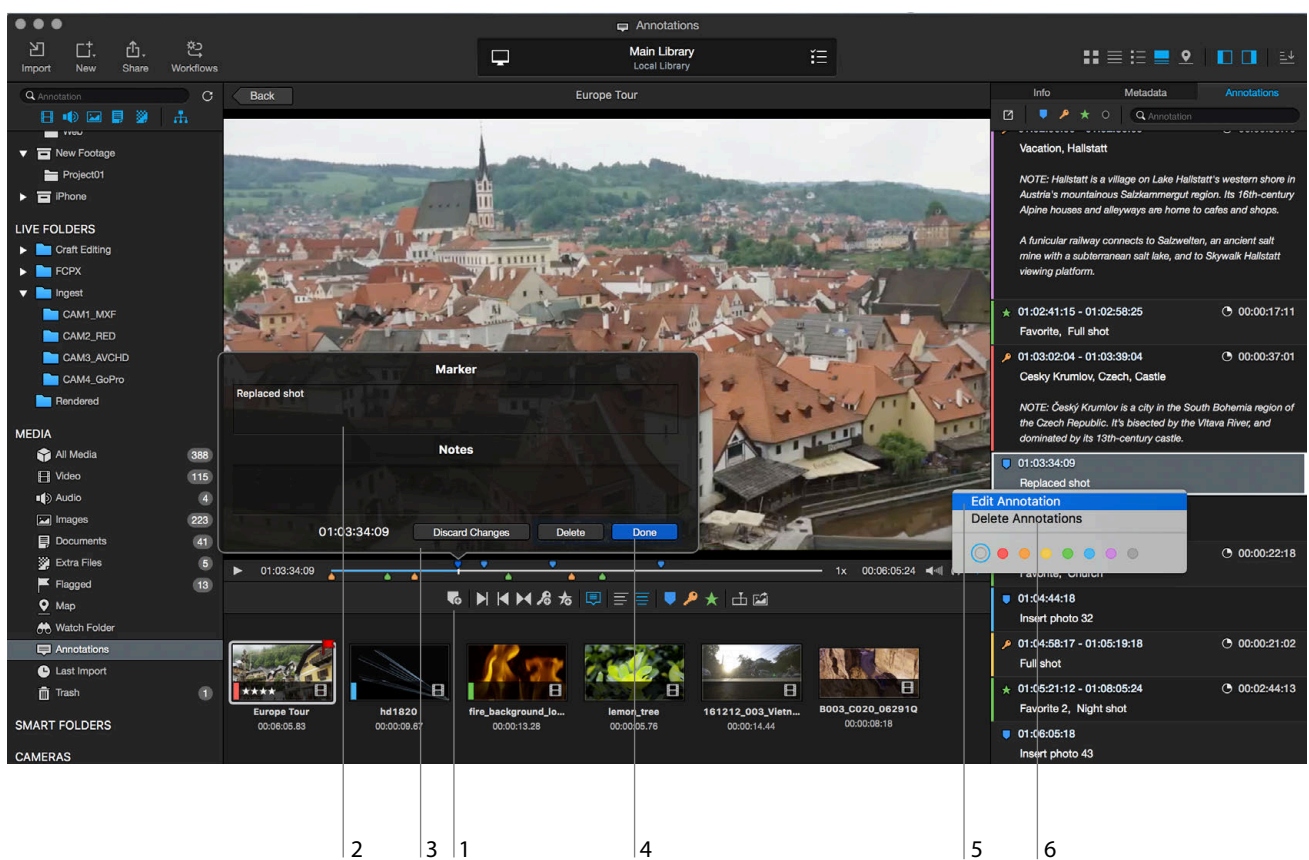 Annotations
Import
New
Share
Workflows
Main Library
Local Library
Annotation
Web
New Footage
Project01
iPhone
LIVE FOLDERS
Craft Editing
FCPX
Ingest
CAM1_MXF
CAM2_RED
CAM3_AVCHD
CAM4_GoPro
Rendered
MEDIA
All Media 388
Video 115
Audio 4
Images 223
Documents 41
Extra Files 5
Flagged 13
Map
Watch Folder
Annotations
Last Import
Trash 1
SMART FOLDERS
CAMERAS
Back
Europe Tour
Marker
Replaced shot
Notes
01:03:34:09 Discard Changes Delete Done
01:03:34:09 1x 00:06:05:24
Europe Tour
00:06:05.83
hd1820
00:00:09.67
fire_background_lo...
00:00:13.28
lemon_tree
00:00:05.76
161212_003_Vietn...
00:00:14.44
B003_C020_06291Q
00:00:08:18
Info Metadata Annotations
Annotation
Vacation, Hallstatt
NOTE: Hallstatt is a village on Lake Hallstatt's western shore in
Austria's mountainous Salzkammergut region. Its 16th-century
Alpine houses and alleyways are home to cafes and shops.
A funicular railway connects to Salzwelten, an ancient salt
mine with a subterranean salt lake, and to Skywalk Hallstatt
viewing platform.
01:02:41:15 - 01:02:58:25 00:00:17:11
Favorite, Full shot
01:03:02:04 - 01:03:39:04 00:00:37:01
Cesky Krumlov, Czech, Castle
NOTE: Český Krumlov is a city in the South Bohemia region of
the Czech Republic. It's bisected by the Vltava River, and
dominated by its 13th-century castle.
01:03:34:09
Replaced shot
Edit Annotation
Delete Annotations
00:00:22:18
Favorite, Church
01:04:44:18
Insert photo 32
01:04:58:17 - 01:05:19:18 00:00:21:02
Full shot
01:05:21:12 - 01:08:05:24 00:02:44:13
Favorite 2, Night shot
01:06:05:18
Insert photo 43
2 3 1 4 5 6